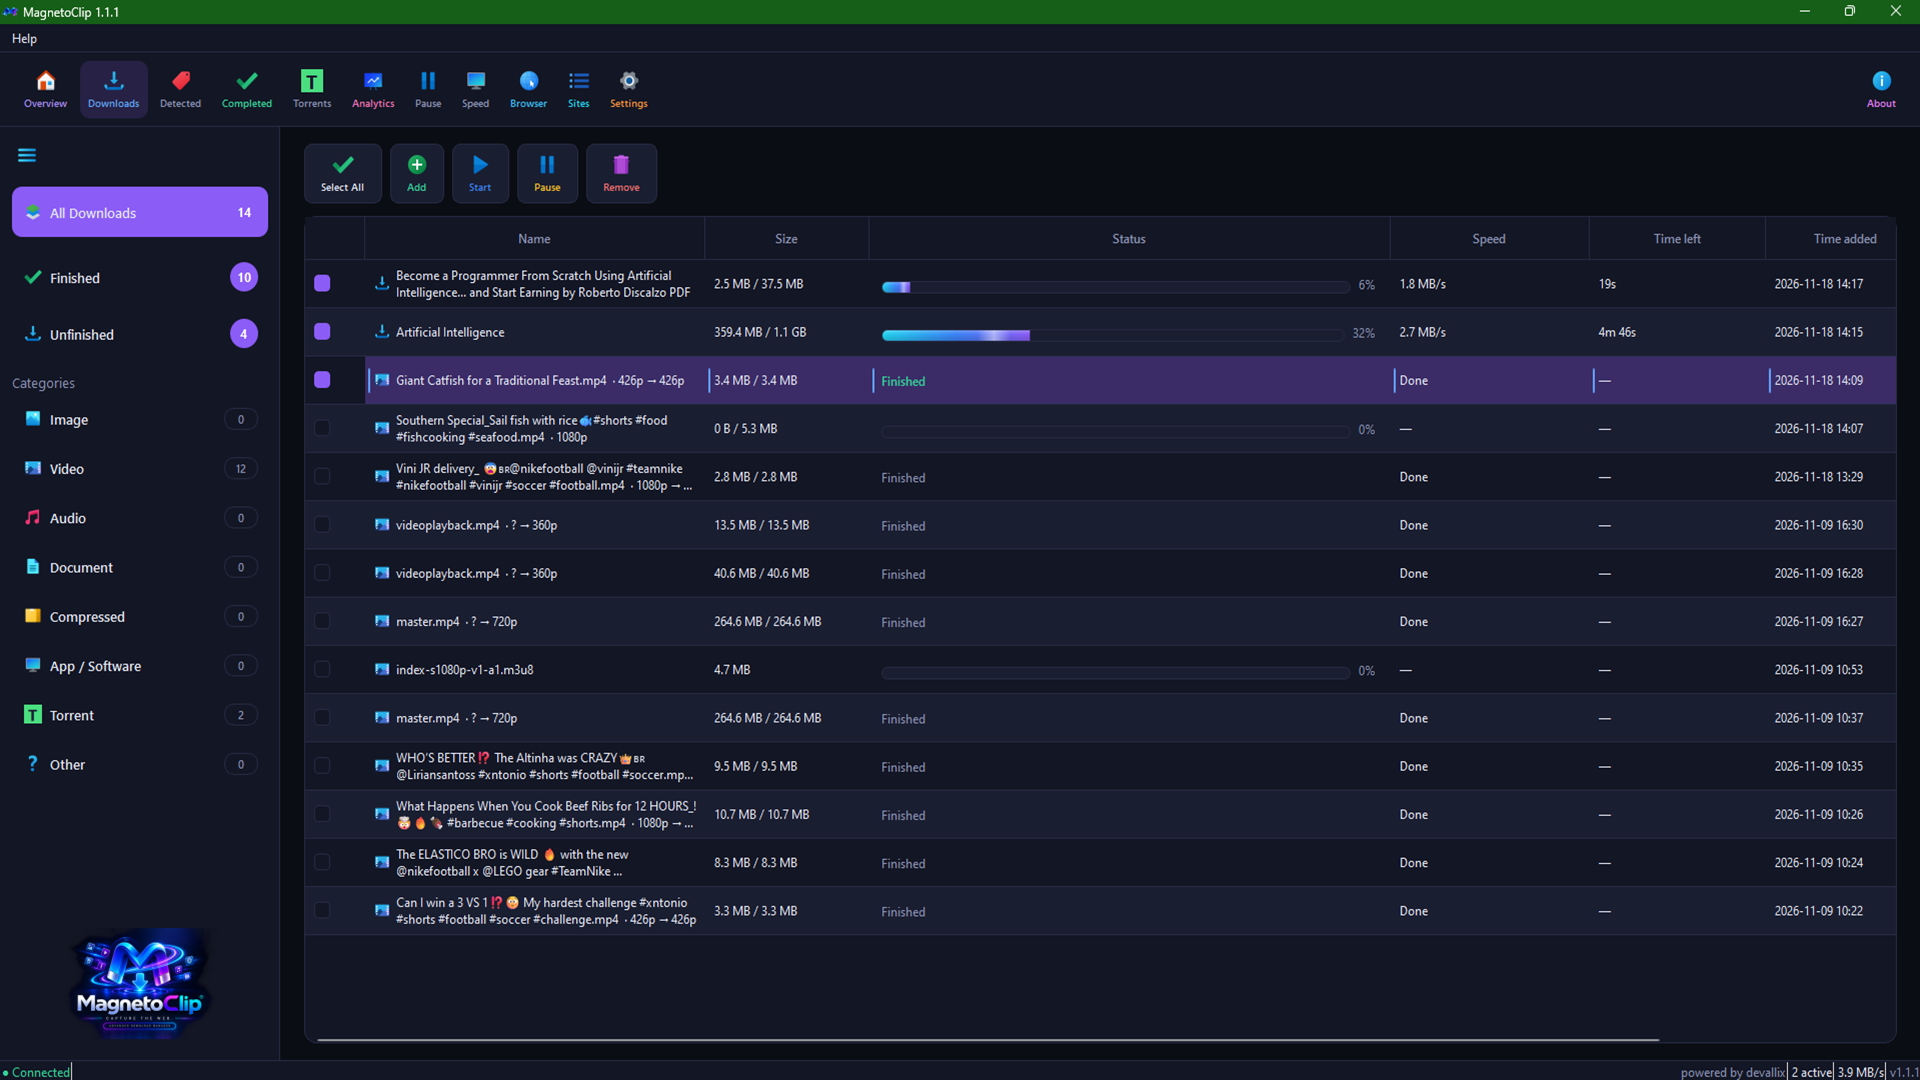 MagnetoClip 1.1.1
Help
Overview Downloads Detected Completed Torrents Analytics Pause Speed Browser Sites Settings About
Select All Add Start Pause Remove
All Downloads 14
Finished 10
Unfinished 4
Categories
Image 0
Video 12
Audio 0
Document 0
Compressed 0
App / Software 0
Torrent 2
Other 0
Name Size Status Speed Time left Time added
Become a Programmer From Scratch Using Artificial
Intelligence... and Start Earning by Roberto Discalzo PDF 2.5 MB / 37.5 MB 6% 1.8 MB/s 19s 2026-11-18 14:17
Artificial Intelligence 359.4 MB / 1.1 GB 32% 2.7 MB/s 4m 46s 2026-11-18 14:15
Giant Catfish for a Traditional Feast.mp4 · 426p → 426p 3.4 MB / 3.4 MB Finished Done — 2026-11-18 14:09
Southern Special_Sail fish with rice🐟#shorts #food
#fishcooking #seafood.mp4 · 1080p 0 B / 5.3 MB 0% — — 2026-11-18 14:07
Vini JR delivery_ 😨BR@nikefootball @vinijr #teamnike
#nikefootball #vinijr #soccer #football.mp4 · 1080p → ... 2.8 MB / 2.8 MB Finished Done — 2026-11-18 13:29
videoplayback.mp4 · ? → 360p 13.5 MB / 13.5 MB Finished Done — 2026-11-09 16:30
videoplayback.mp4 · ? → 360p 40.6 MB / 40.6 MB Finished Done — 2026-11-09 16:28
master.mp4 · ? → 720p 264.6 MB / 264.6 MB Finished Done — 2026-11-09 16:27
index-s1080p-v1-a1.m3u8 4.7 MB 0% — — 2026-11-09 10:53
master.mp4 · ? → 720p 264.6 MB / 264.6 MB Finished Done — 2026-11-09 10:37
WHO'S BETTER⁉️ The Altinha was CRAZY👑BR
@Liriansantoss #xntonio #shorts #football #soccer.mp... 9.5 MB / 9.5 MB Finished Done — 2026-11-09 10:35
What Happens When You Cook Beef Ribs for 12 HOURS_!
🤯🔥🍖 #barbecue #cooking #shorts.mp4 · 1080p → ... 10.7 MB / 10.7 MB Finished Done — 2026-11-09 10:26
The ELASTICO BRO is WILD 🔥 with the new
@nikefootball x @LEGO gear #TeamNike ... 8.3 MB / 8.3 MB Finished Done — 2026-11-09 10:24
Can I win a 3 VS 1⁉️😳 My hardest challenge #xntonio
#shorts #football #soccer #challenge.mp4 · 426p → 426p 3.3 MB / 3.3 MB Finished Done — 2026-11-09 10:22
MagnetoClip
CAPTURE THE WEB
Connected powered by devallix 2 active 3.9 MB/s v1.1.1